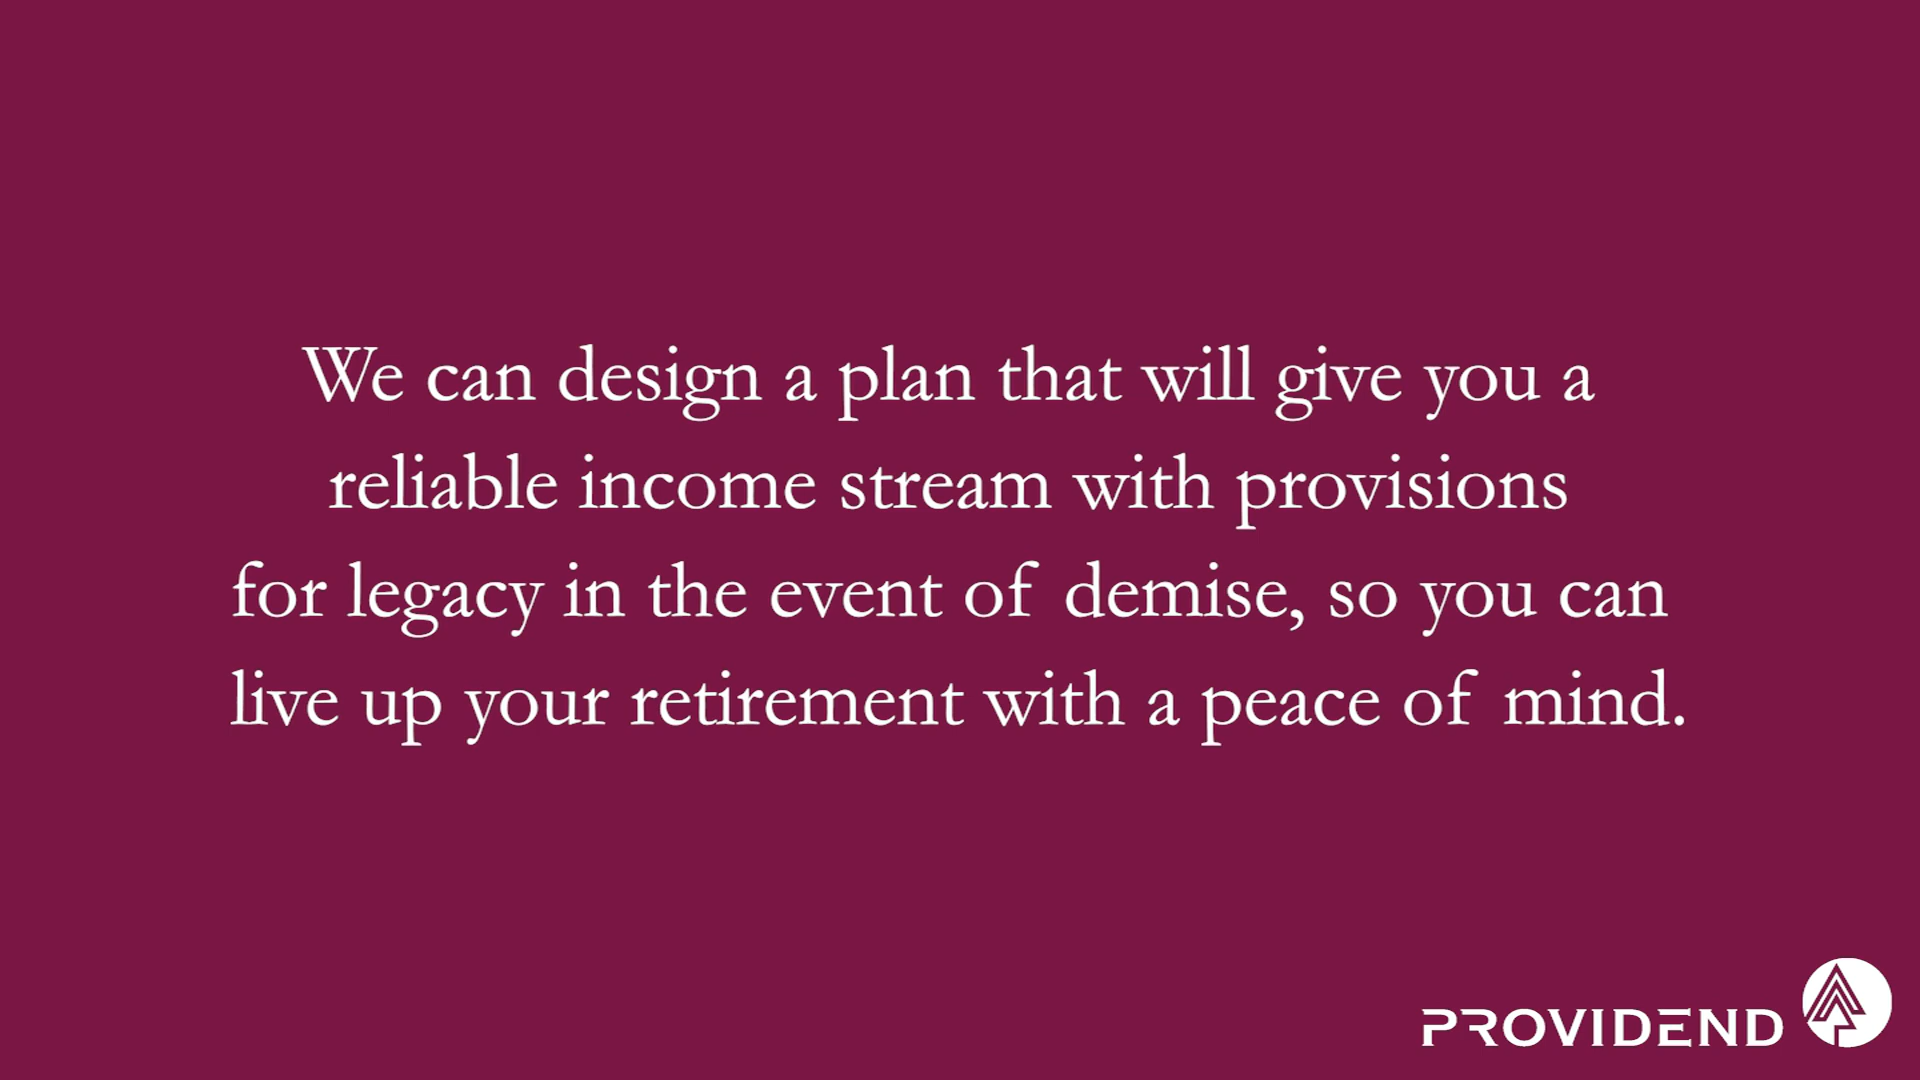 We can design a plan that will give you a
reliable income stream with provisions
for legacy in the event of demise, so you can
live up your retirement with a peace of mind.
PROVIDEND